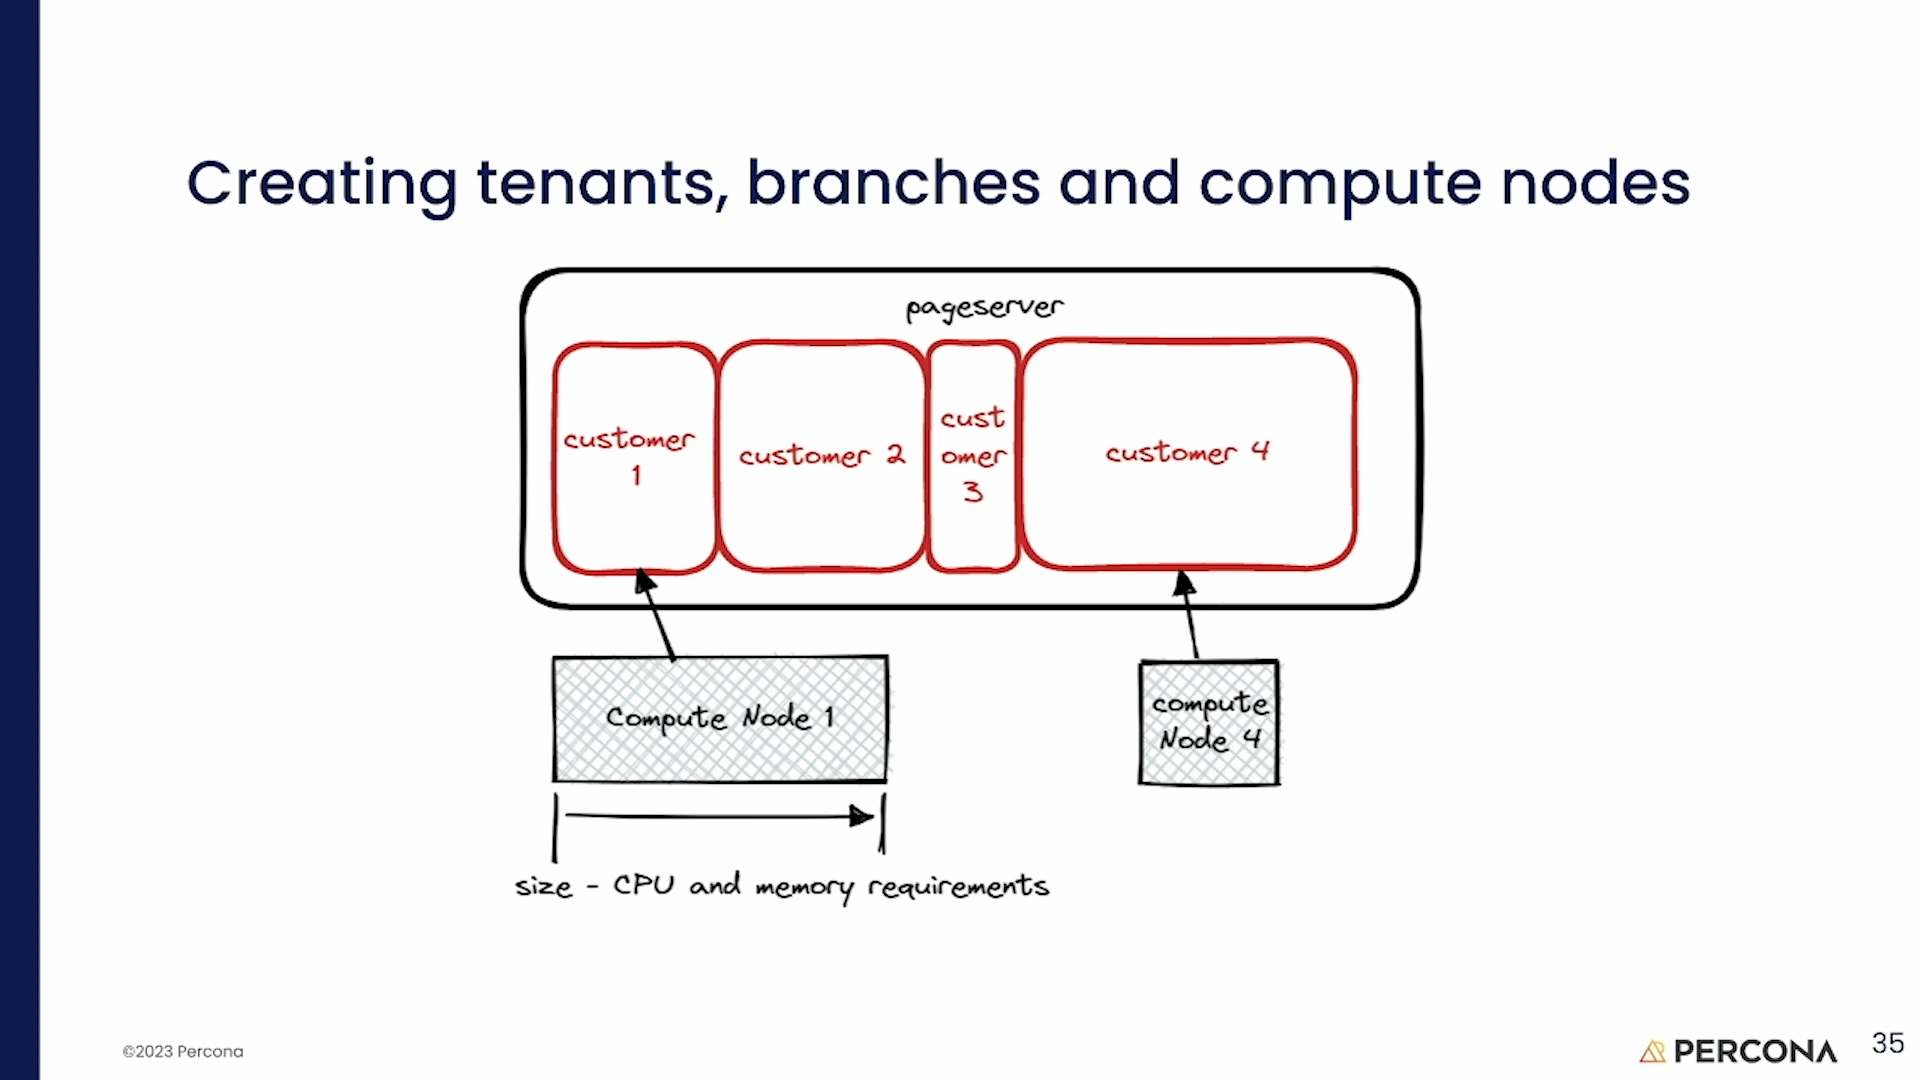 Creating tenants, branches and compute nodes
pageserver
customer
1
customer 2
cust
omer
3
customer 4
Compute Node 1
compute
Node 4
size - CPU and memory requirements
©2023 Percona
PERCONA
35